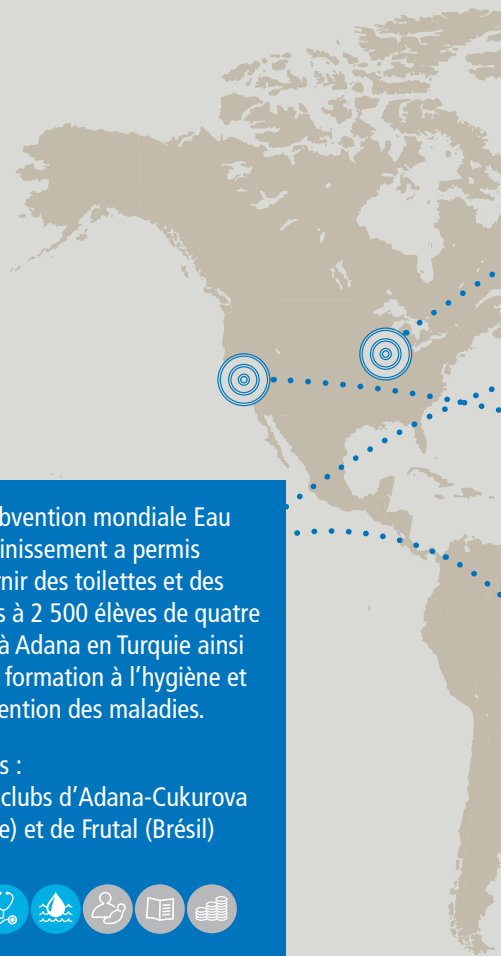 bvention mondiale Eau
inissement a permis
nir des toilettes et des
s à 2 500 élèves de quatre
à Adana en Turquie ainsi
formation à l'hygiène et
ention des maladies.
s :
clubs d'Adana-Cukurova
e) et de Frutal (Brésil)